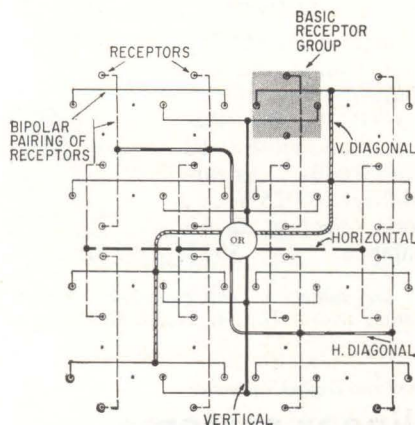 BASIC
RECEPTOR
GROUP
RECEPTORS
BIPOLAR
PAIRING OF
RECEPTORS
V. DIAGONAL
OR
HORIZONTAL
H. DIAGONAL
VERTICAL